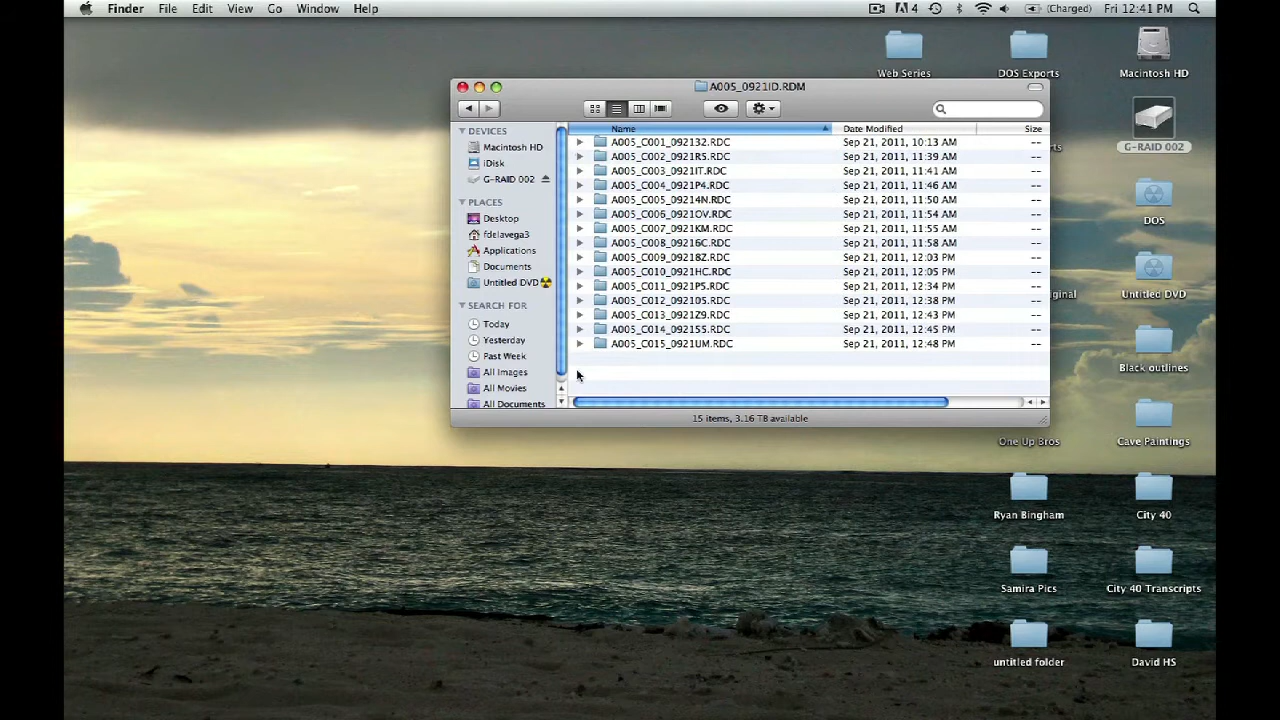 Finder File Edit View Go Window Help
4 (Charged) Fri 12:41 PM
Web Series DOS Exports Macintosh HD
A005_0921ID.RDM
DEVICES
Macintosh HD
iDisk
G-RAID 002
PLACES
Desktop
fdelavega3
Applications
Documents
Untitled DVD
SEARCH FOR
Today
Yesterday
Past Week
All Images
All Movies
All Documents
Name Date Modified Size
A005_C001_092132.RDC Sep 21, 2011, 10:13 AM --
A005_C002_0921RS.RDC Sep 21, 2011, 11:39 AM --
A005_C003_0921IT.RDC Sep 21, 2011, 11:41 AM --
A005_C004_0921P4.RDC Sep 21, 2011, 11:46 AM --
A005_C005_09214N.RDC Sep 21, 2011, 11:50 AM --
A005_C006_0921OV.RDC Sep 21, 2011, 11:54 AM --
A005_C007_0921KM.RDC Sep 21, 2011, 11:55 AM --
A005_C008_09216C.RDC Sep 21, 2011, 11:58 AM --
A005_C009_09218Z.RDC Sep 21, 2011, 12:03 PM --
A005_C010_0921HC.RDC Sep 21, 2011, 12:05 PM --
A005_C011_0921PS.RDC Sep 21, 2011, 12:34 PM --
A005_C012_092105.RDC Sep 21, 2011, 12:38 PM --
A005_C013_0921Z9.RDC Sep 21, 2011, 12:43 PM --
A005_C014_092155.RDC Sep 21, 2011, 12:45 PM --
A005_C015_0921UM.RDC Sep 21, 2011, 12:48 PM --
15 items, 3.16 TB available
G-RAID 002
DOS
Untitled DVD
Black outlines
One Up Bros Cave Paintings
Ryan Bingham City 40
Samira Pics City 40 Transcripts
untitled folder David HS